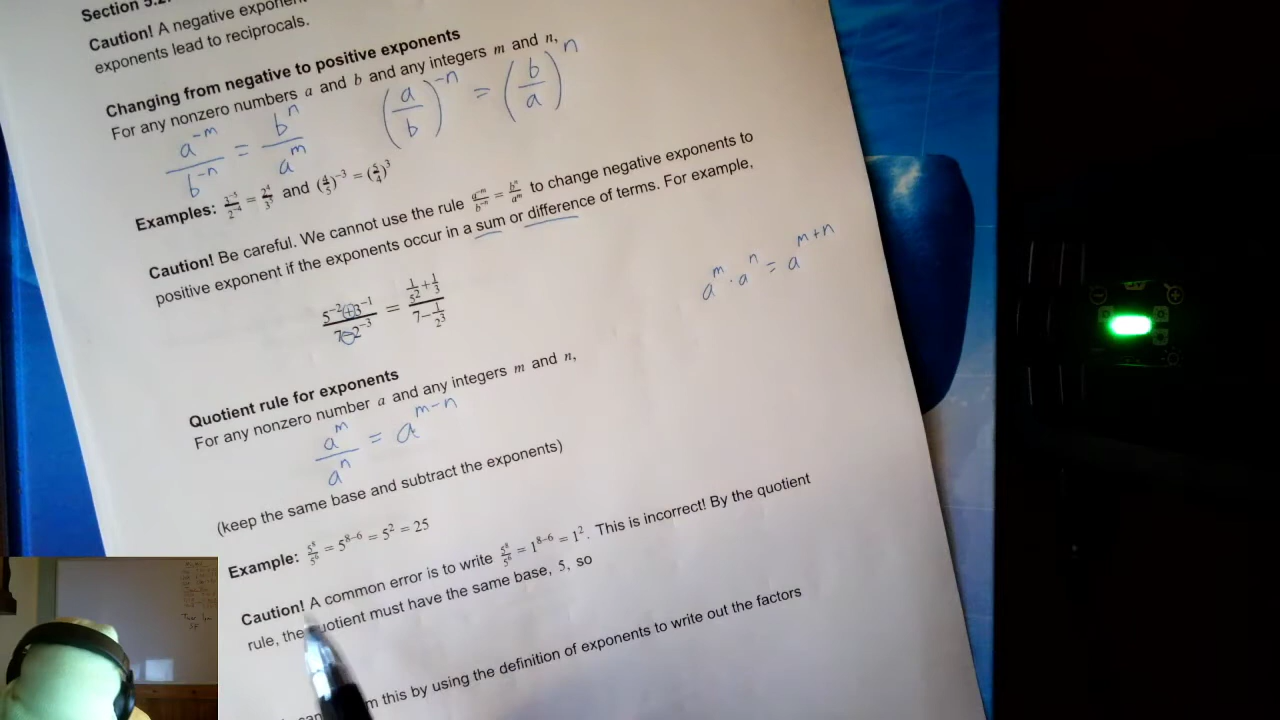 Section 5.2
Caution! A negative exponent
exponents lead to reciprocals.
Changing from negative to positive exponents
For any nonzero numbers a and b and any integers m and n,
a^{-m}/b^{-n} = b^n/a^m (a/b)^{-n} = (b/a)^n
Examples: 3^{-5}/2^{-4} = 2^4/3^5 and (4/5)^{-3} = (5/4)^3
Caution! Be careful. We cannot use the rule a^{-m}/b^{-n} = b^n/a^m to change negative exponents to
positive exponent if the exponents occur in a sum or difference of terms. For example,
(5^{-2}+3^{-1})/(7-2^{-3}) = (1/5^2 + 1/3)/(7 - 1/2^3)
a^m · a^n = a^{m+n}
Quotient rule for exponents
For any nonzero number a and any integers m and n,
a^m/a^n = a^{m-n}
(keep the same base and subtract the exponents)
Example: 5^8/5^6 = 5^{8-6} = 5^2 = 25
Caution! A common error is to write 5^8/5^6 = 1^{8-6} = 1^2. This is incorrect! By the quotient
rule, the quotient must have the same base, 5, so
this by using the definition of exponents to write out the factors